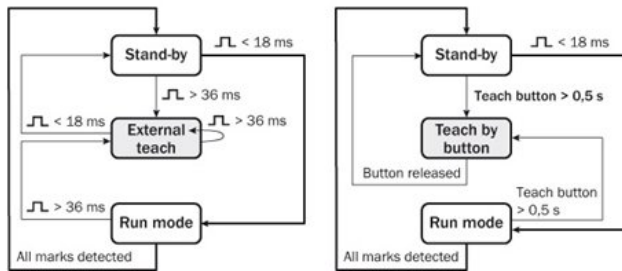 Stand-by
< 18 ms
> 36 ms
< 18 ms
External
teach
> 36 ms
> 36 ms
Run mode
All marks detected
Stand-by
< 18 ms
Teach button > 0,5 s
Teach by
button
Button released
Teach button
> 0,5 s
Run mode
All marks detected